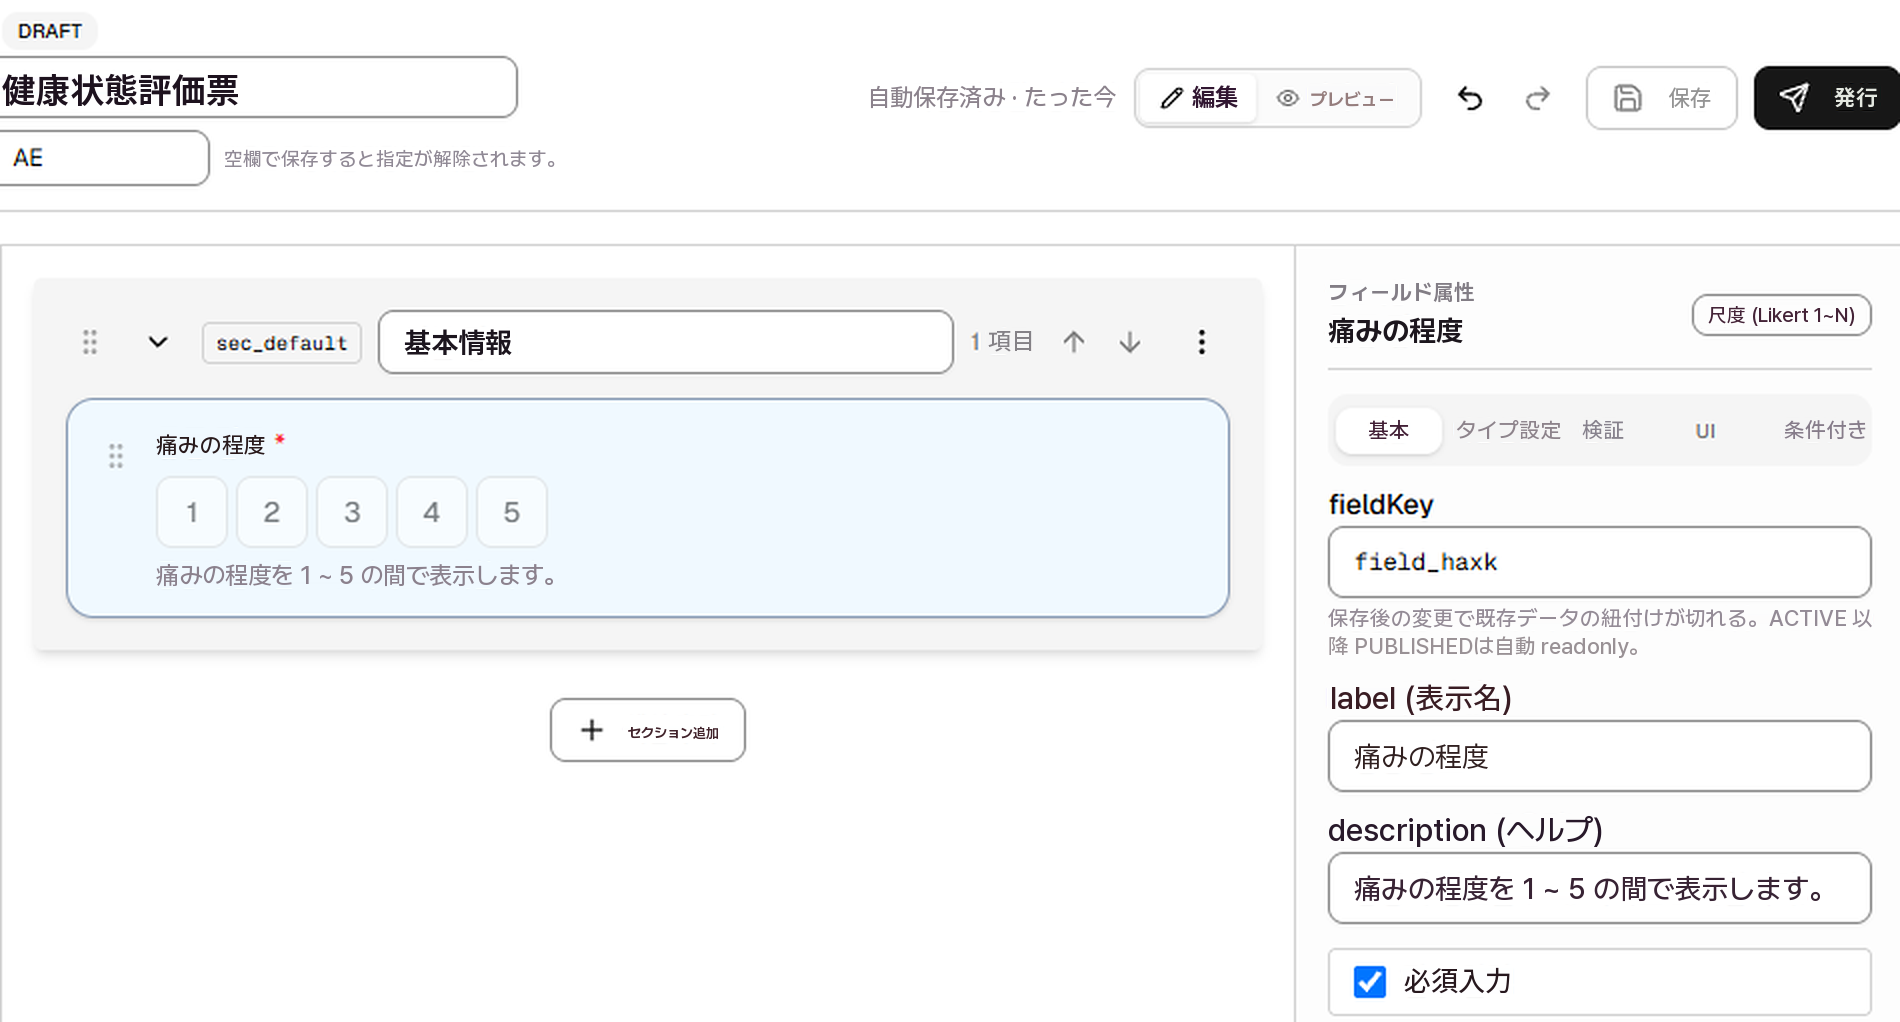 DRAFT
健康状態評価票
自動保存済み · たった今
編集
プレビュー
保存
発行
AE
空欄で保存すると指定が解除されます。
sec_default
基本情報
1 項目
痛みの程度 *
1 2 3 4 5
痛みの程度を 1 ~ 5 の間で表示します。
セクション追加
フィールド属性
痛みの程度
尺度 (Likert 1~N)
基本 タイプ設定 検証 UI 条件付き
fieldKey
field_haxk
保存後の変更で既存データの紐付けが切れる。ACTIVE 以
降 PUBLISHEDは自動 readonly。
label (表示名)
痛みの程度
description (ヘルプ)
痛みの程度を 1 ~ 5 の間で表示します。
必須入力